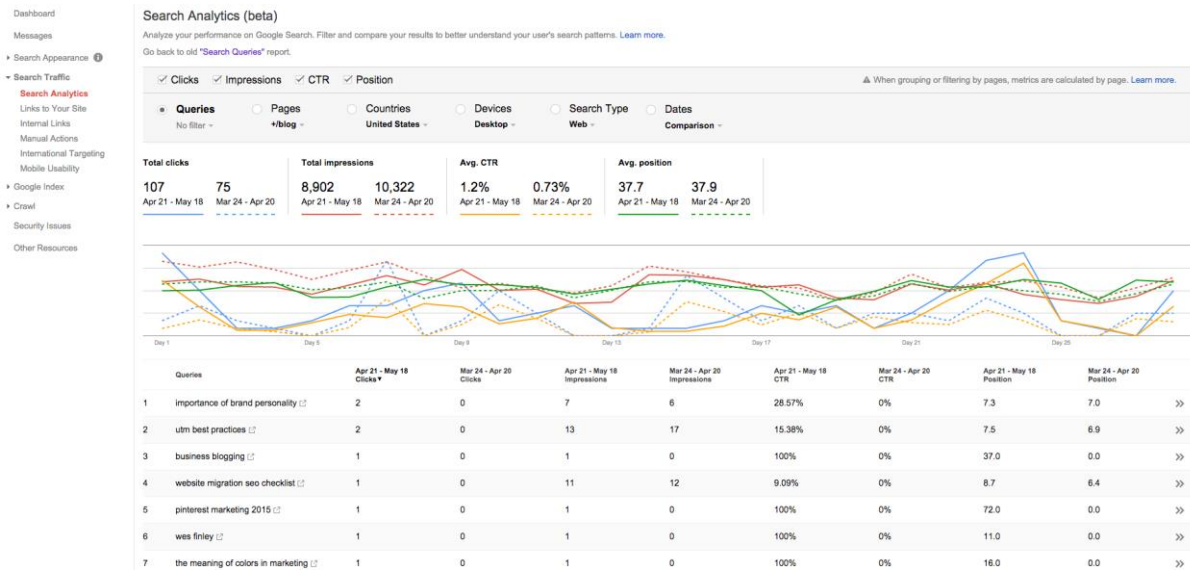 Dashboard
Messages
Search Appearance
Search Traffic
Search Analytics
Links to Your Site
Internal Links
Manual Actions
International Targeting
Mobile Usability
Google Index
Crawl
Security Issues
Other Resources
Search Analytics (beta)
Analyze your performance on Google Search. Filter and compare your results to better understand your user's search patterns. Learn more.
Go back to old "Search Queries" report.
Clicks Impressions CTR Position When grouping or filtering by pages, metrics are calculated by page. Learn more.
Queries Pages Countries Devices Search Type Dates
No filter +/blog United States Desktop Web Comparison
Total clicks Total impressions Avg. CTR Avg. position
107 75 8,902 10,322 1.2% 0.73% 37.7 37.9
Apr 21 - May 18 Mar 24 - Apr 20 Apr 21 - May 18 Mar 24 - Apr 20 Apr 21 - May 18 Mar 24 - Apr 20 Apr 21 - May 18 Mar 24 - Apr 20
Day 1 Day 5 Day 9 Day 13 Day 17 Day 21 Day 25
Queries Apr 21 - May 18 Clicks▼ Mar 24 - Apr 20 Clicks Apr 21 - May 18 Impressions Mar 24 - Apr 20 Impressions Apr 21 - May 18 CTR Mar 24 - Apr 20 CTR Apr 21 - May 18 Position Mar 24 - Apr 20 Position
1 importance of brand personality 2 0 7 6 28.57% 0% 7.3 7.0 »
2 utm best practices 2 0 13 17 15.38% 0% 7.5 6.9 »
3 business blogging 1 0 1 0 100% 0% 37.0 0.0 »
4 website migration seo checklist 1 0 11 12 9.09% 0% 8.7 6.4 »
5 pinterest marketing 2015 1 0 1 0 100% 0% 72.0 0.0 »
6 wes finley 1 0 1 0 100% 0% 11.0 0.0 »
7 the meaning of colors in marketing 1 0 1 0 100% 0% 16.0 0.0 »